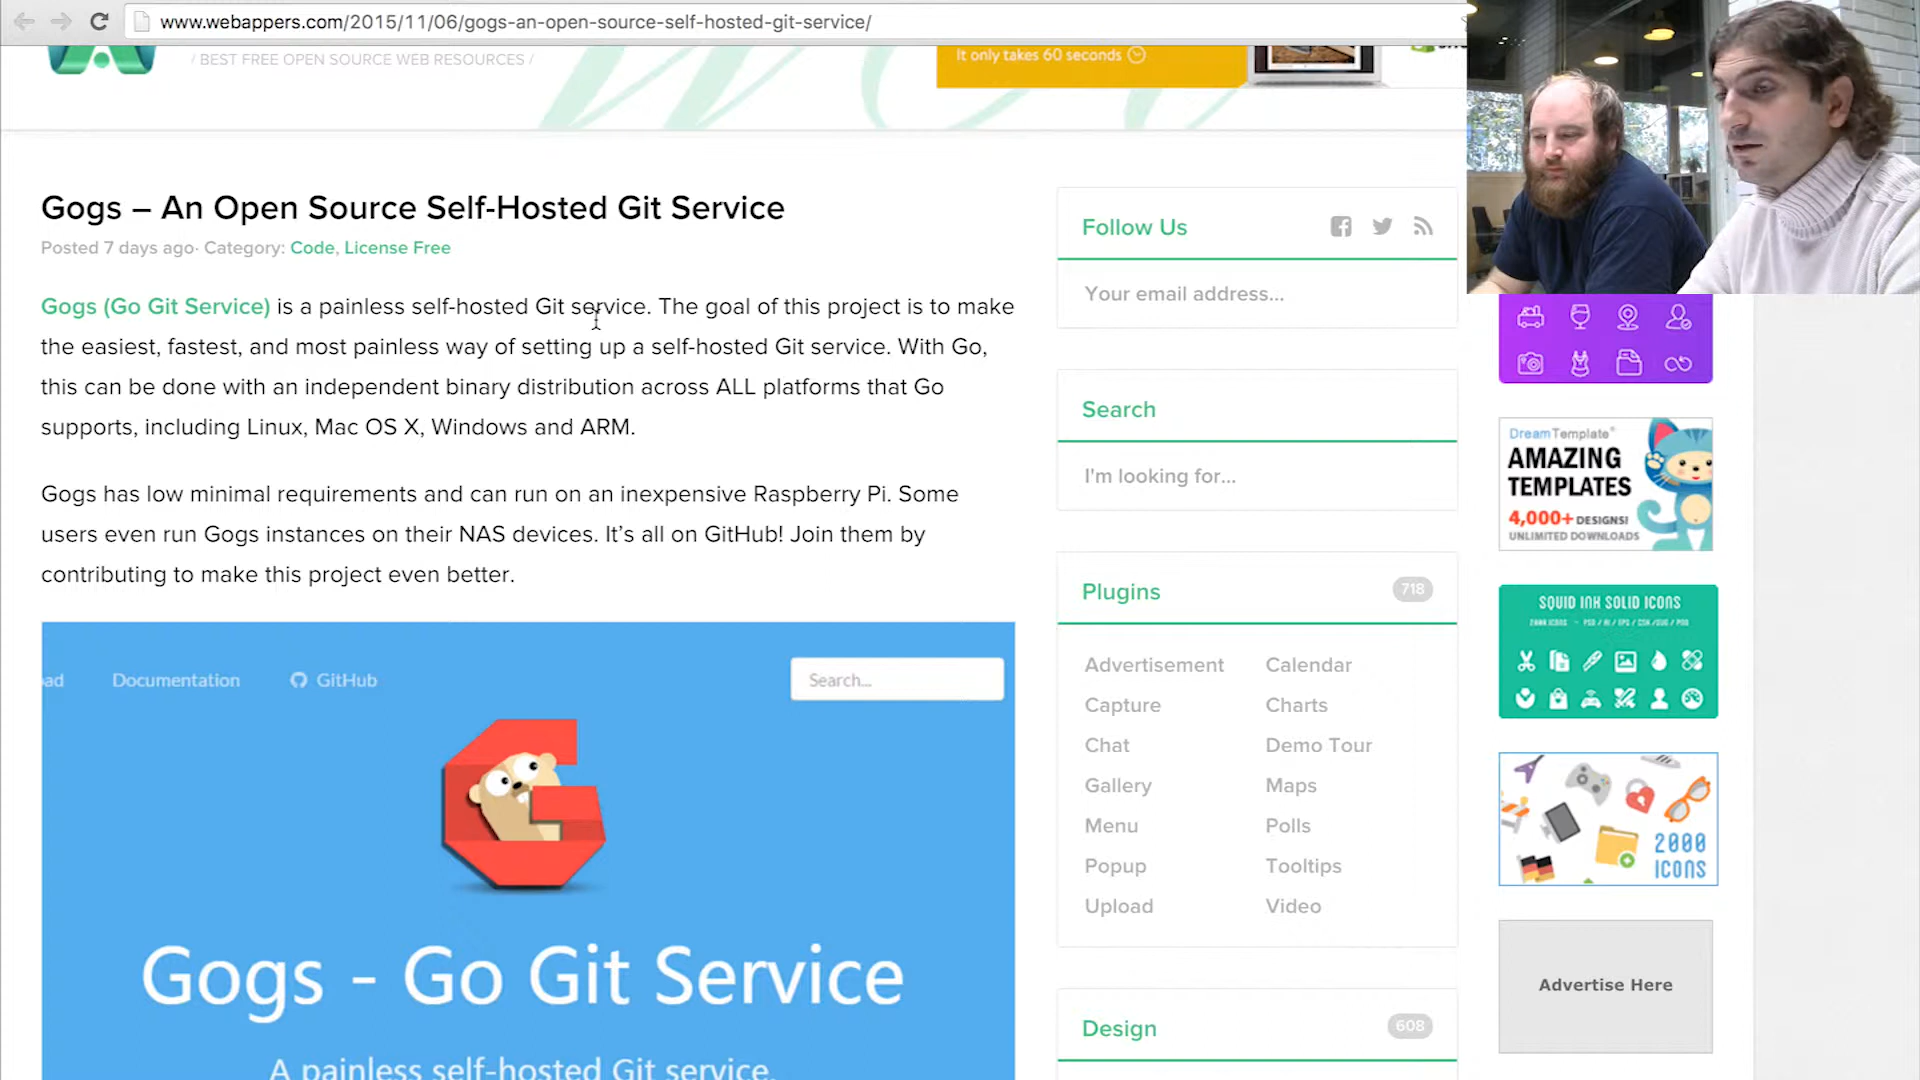 www.webappers.com/2015/11/06/gogs-an-open-source-self-hosted-git-service/
/ BEST FREE OPEN SOURCE WEB RESOURCES /
It only takes 60 seconds
Gogs – An Open Source Self-Hosted Git Service
Posted 7 days ago· Category: Code, License Free
Gogs (Go Git Service) is a painless self-hosted Git service. The goal of this project is to make
the easiest, fastest, and most painless way of setting up a self-hosted Git service. With Go,
this can be done with an independent binary distribution across ALL platforms that Go
supports, including Linux, Mac OS X, Windows and ARM.
Gogs has low minimal requirements and can run on an inexpensive Raspberry Pi. Some
users even run Gogs instances on their NAS devices. It’s all on GitHub! Join them by
contributing to make this project even better.
Documentation
GitHub
Search...
Gogs - Go Git Service
A painless self-hosted Git service.
Follow Us
Your email address...
Search
I'm looking for...
Plugins
718
Advertisement
Calendar
Capture
Charts
Chat
Demo Tour
Gallery
Maps
Menu
Polls
Popup
Tooltips
Upload
Video
Design
608
DreamTemplate®
AMAZING
TEMPLATES
4,000+ DESIGNS!
UNLIMITED DOWNLOADS
SQUID INK SOLID ICONS
2000 ICONS
Advertise Here